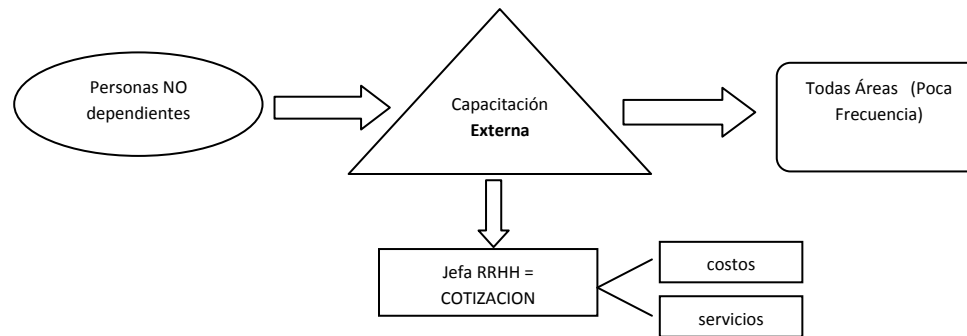 Personas NO
dependientes
Capacitación
Externa
Todas Áreas (Poca
Frecuencia)
Jefa RRHH =
COTIZACION
costos
servicios